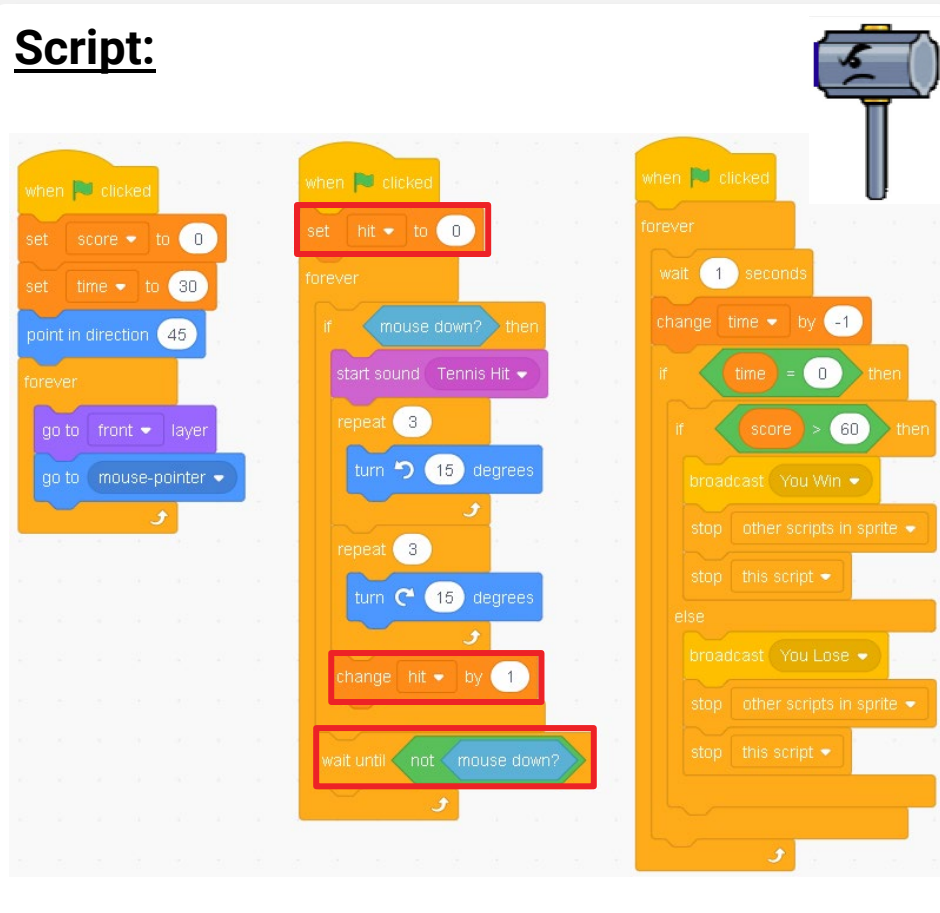 Script:
when clicked
set score to 0
set time to 30
point in direction 45
forever
go to front layer
go to mouse-pointer
when clicked
set hit to 0
forever
if mouse down? then
start sound Tennis Hit
repeat 3
turn 15 degrees
repeat 3
turn 15 degrees
change hit by 1
wait until not mouse down?
when clicked
forever
wait 1 seconds
change time by -1
if time = 0 then
if score > 60 then
broadcast You Win
stop other scripts in sprite
stop this script
else
broadcast You Lose
stop other scripts in sprite
stop this script